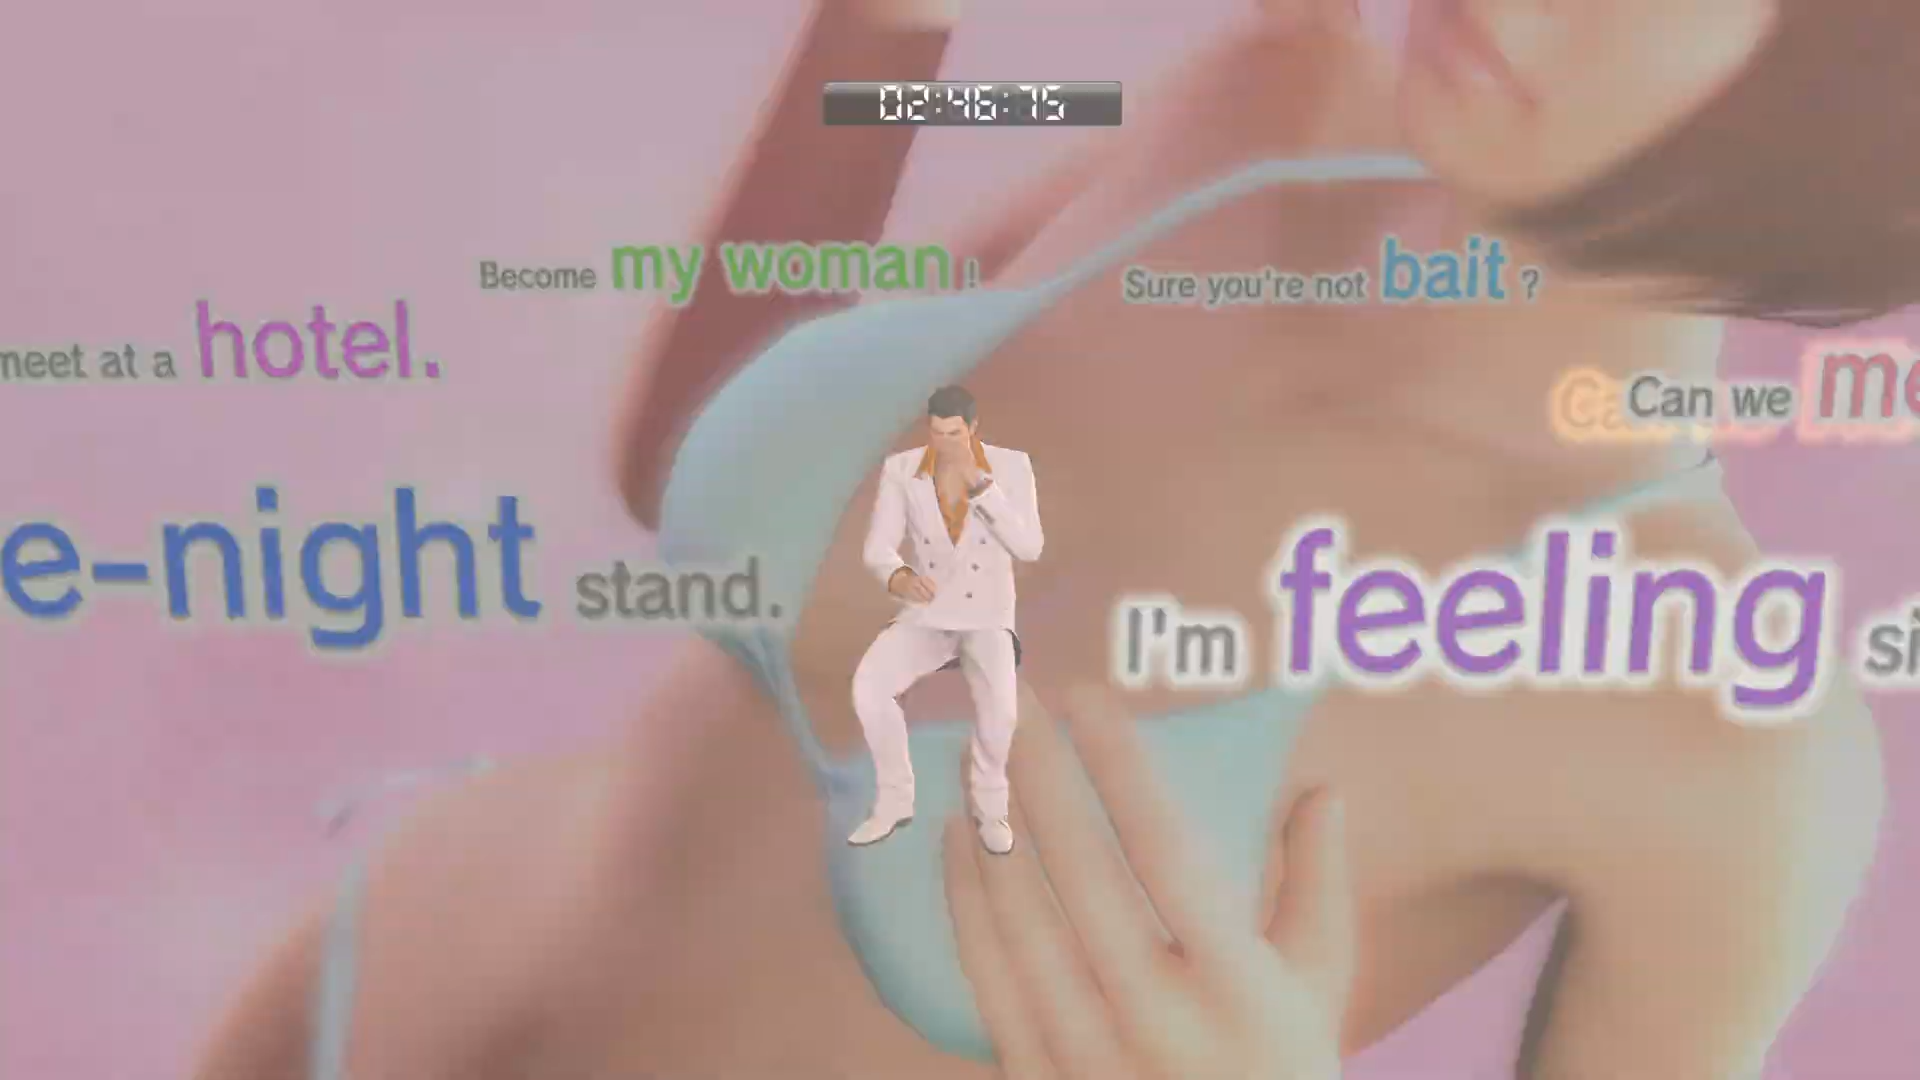 02:46:75
Become my woman!
Sure you're not bait?
meet at a hotel.
Can we
e-night stand.
I'm feeling